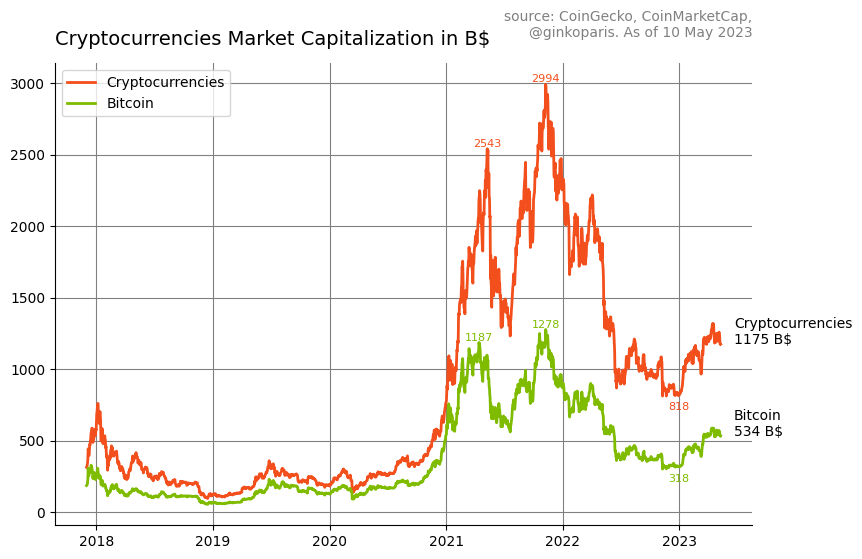 source: CoinGecko, CoinMarketCap,
@ginkoparis. As of 10 May 2023
Cryptocurrencies Market Capitalization in B$
Cryptocurrencies
Bitcoin
3000
2500
2000
1500
1000
500
0
2543
2994
1187
1278
818
318
Cryptocurrencies
1175 B$
Bitcoin
534 B$
2018 2019 2020 2021 2022 2023